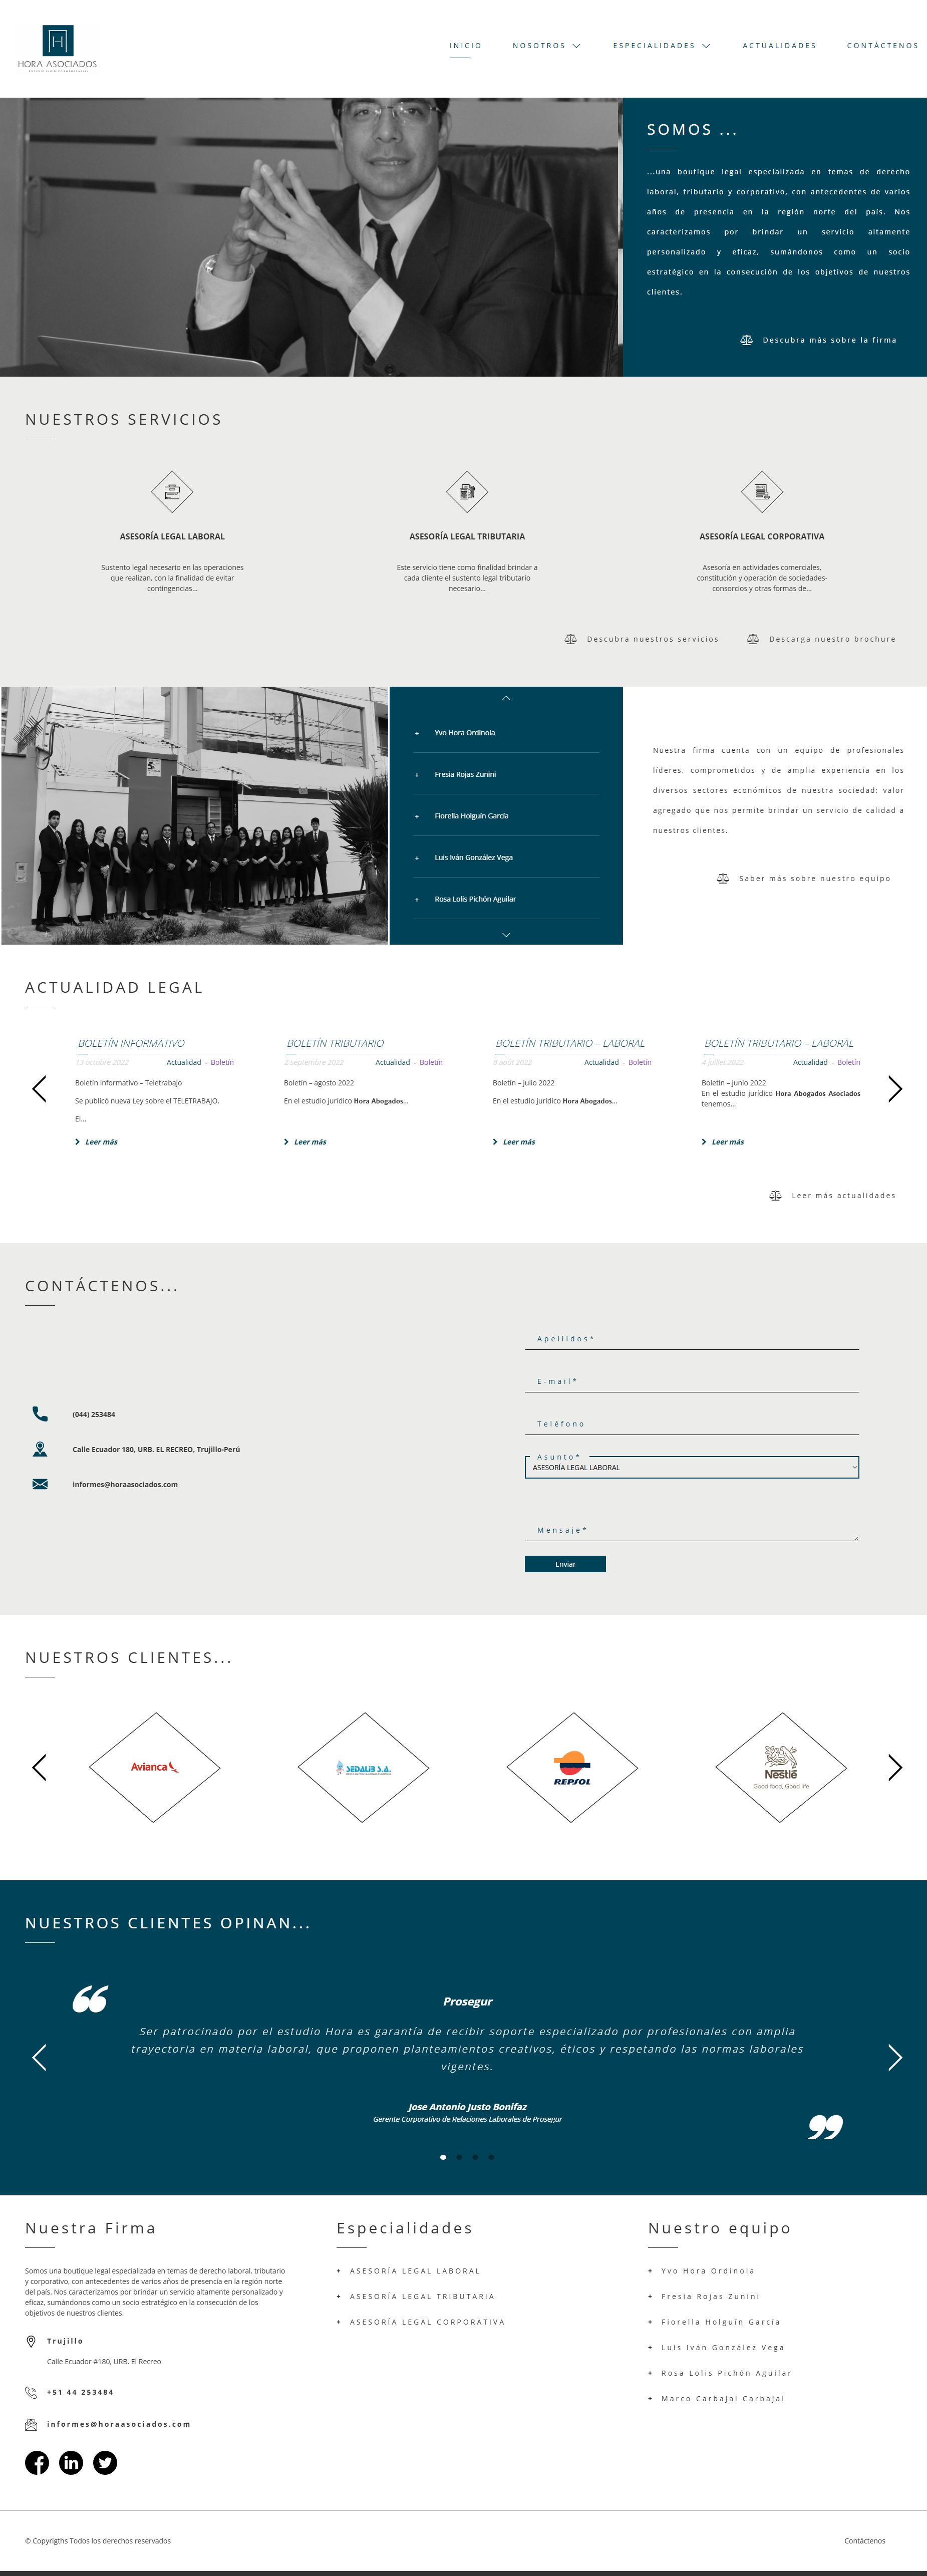 HORA ASOCIADOS
ESTUDIO JURÍDICO EMPRESARIAL
INICIO
NOSOTROS
ESPECIALIDADES
ACTUALIDADES
CONTÁCTENOS
SOMOS ...
...una boutique legal especializada en temas de derecho
laboral, tributario y corporativo, con antecedentes de varios
años de presencia en la región norte del país. Nos
caracterizamos por brindar un servicio altamente
personalizado y eficaz, sumándonos como un socio
estratégico en la consecución de los objetivos de nuestros
clientes.
Descubra más sobre la firma
NUESTROS SERVICIOS
ASESORÍA LEGAL LABORAL
Sustento legal necesario en las operaciones
que realizan, con la finalidad de evitar
contingencias...
ASESORÍA LEGAL TRIBUTARIA
Este servicio tiene como finalidad brindar a
cada cliente el sustento legal tributario
necesario...
ASESORÍA LEGAL CORPORATIVA
Asesoría en actividades comerciales,
constitución y operación de sociedades-
consorcios y otras formas de...
Descubra nuestros servicios
Descarga nuestro brochure
+ Yvo Hora Ordinola
+ Fresia Rojas Zunini
+ Fiorella Holguín García
+ Luis Iván González Vega
+ Rosa Lolis Pichón Aguilar
Nuestra firma cuenta con un equipo de profesionales
líderes, comprometidos y de amplia experiencia en los
diversos sectores económicos de nuestra sociedad; valor
agregado que nos permite brindar un servicio de calidad a
nuestros clientes.
Saber más sobre nuestro equipo
ACTUALIDAD LEGAL
BOLETÍN INFORMATIVO
13 octobre 2022
Actualidad - Boletín
Boletín informativo – Teletrabajo
Se publicó nueva Ley sobre el TELETRABAJO.
El...
Leer más
BOLETÍN TRIBUTARIO
2 septembre 2022
Actualidad - Boletín
Boletín – agosto 2022
En el estudio jurídico Hora Abogados...
Leer más
BOLETÍN TRIBUTARIO – LABORAL
8 août 2022
Actualidad - Boletín
Boletín – julio 2022
En el estudio jurídico Hora Abogados...
Leer más
BOLETÍN TRIBUTARIO – LABORAL
4 juillet 2022
Actualidad - Boletín
Boletín – junio 2022
En el estudio jurídico Hora Abogados Asociados
tenemos...
Leer más
Leer más actualidades
CONTÁCTENOS...
(044) 253484
Calle Ecuador 180, URB. EL RECREO, Trujillo-Perú
informes@horaasociados.com
Apellidos*
E-mail*
Teléfono
Asunto*
ASESORÍA LEGAL LABORAL
Mensaje*
Enviar
NUESTROS CLIENTES...
Avianca
SEDALIB S.A.
REPSOL
Nestlé
Good food, Good life
NUESTROS CLIENTES OPINAN...
Prosegur
Ser patrocinado por el estudio Hora es garantía de recibir soporte especializado por profesionales con amplia
trayectoria en materia laboral, que proponen planteamientos creativos, éticos y respetando las normas laborales
vigentes.
Jose Antonio Justo Bonifaz
Gerente Corporativo de Relaciones Laborales de Prosegur
Nuestra Firma
Somos una boutique legal especializada en temas de derecho laboral, tributario
y corporativo, con antecedentes de varios años de presencia en la región norte
del país. Nos caracterizamos por brindar un servicio altamente personalizado y
eficaz, sumándonos como un socio estratégico en la consecución de los
objetivos de nuestros clientes.
Trujillo
Calle Ecuador #180, URB. El Recreo
+51 44 253484
informes@horaasociados.com
Especialidades
+ ASESORÍA LEGAL LABORAL
+ ASESORÍA LEGAL TRIBUTARIA
+ ASESORÍA LEGAL CORPORATIVA
Nuestro equipo
+ Yvo Hora Ordinola
+ Fresia Rojas Zunini
+ Fiorella Holguín García
+ Luis Iván González Vega
+ Rosa Lolis Pichón Aguilar
+ Marco Carbajal Carbajal
© Copyrigths Todos los derechos reservados
Contáctenos